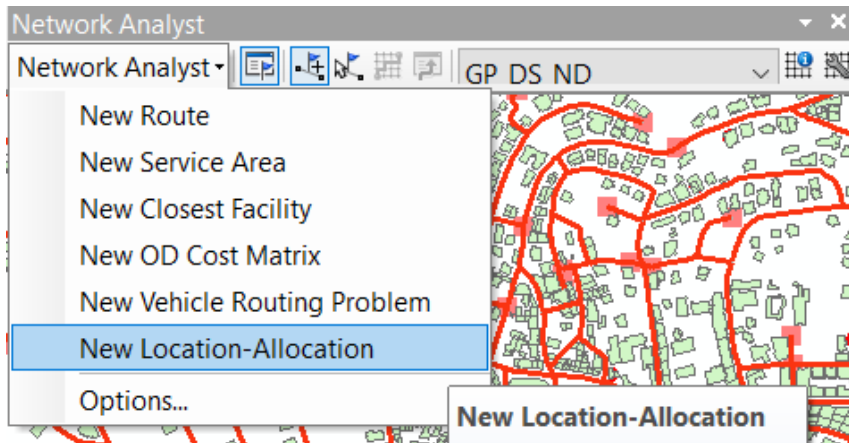 Network Analyst
Network Analyst
GP_DS_ND
New Route
New Service Area
New Closest Facility
New OD Cost Matrix
New Vehicle Routing Problem
New Location-Allocation
Options...
New Location-Allocation